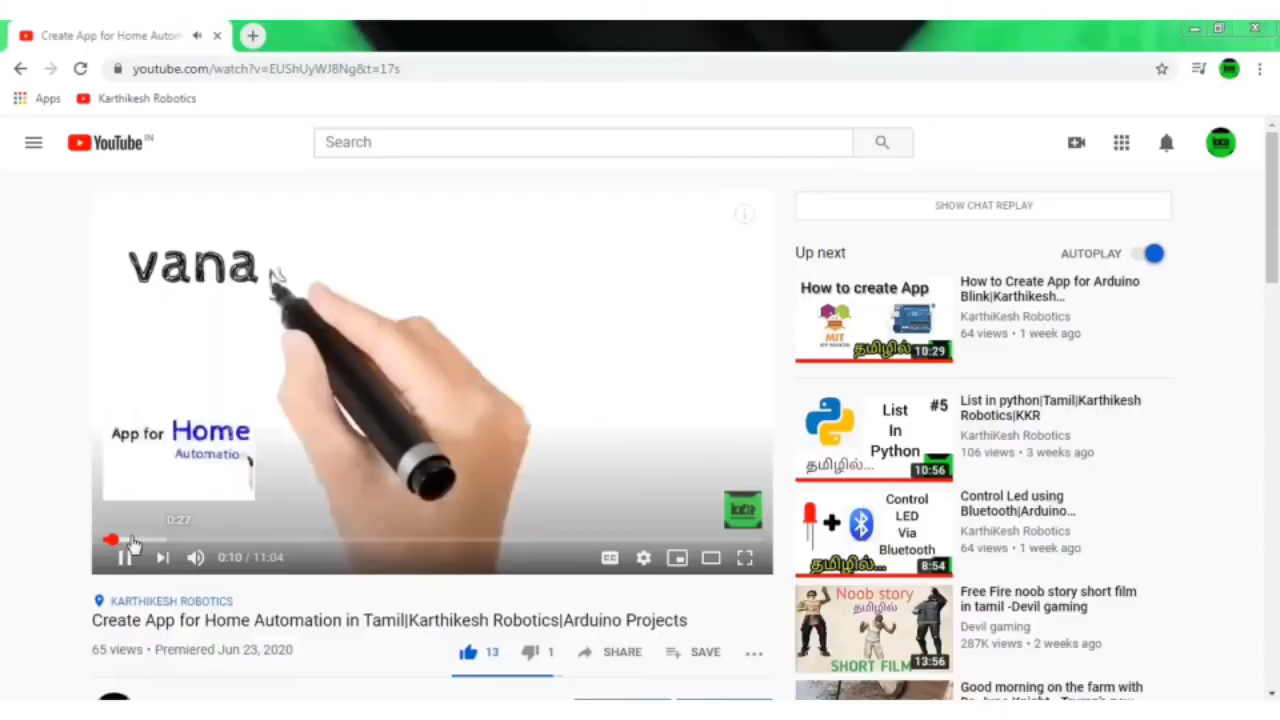 Create App for Home Autom
youtube.com/watch?v=EUShUyWJ8Ng&t=17s
Apps
Karthikesh Robotics
YouTube IN
Search
vana
App for Home
Automatio
0:27
0:10 / 11:04
CC
KARTHIKESH ROBOTICS
Create App for Home Automation in Tamil|Karthikesh Robotics|Arduino Projects
65 views • Premiered Jun 23, 2020
13
1
SHARE
SAVE
SHOW CHAT REPLAY
Up next
AUTOPLAY
How to create App
MIT
தமிழில்
10:29
How to Create App for Arduino
Blink|Karthikesh...
KarthiKesh Robotics
64 views • 1 week ago
List
In
Python
#5
தமிழில்...
10:56
List in python|Tamil|Karthikesh
Robotics|KKR
KarthiKesh Robotics
106 views • 3 weeks ago
Control
LED
Via
Bluetooth
தமிழில்...
8:54
Control Led using
Bluetooth|Arduino...
KarthiKesh Robotics
64 views • 1 week ago
Noob story
தமிழில்
SHORT FILM
13:56
Free Fire noob story short film
in tamil -Devil gaming
Devil gaming
287K views • 2 weeks ago
Good morning on the farm with